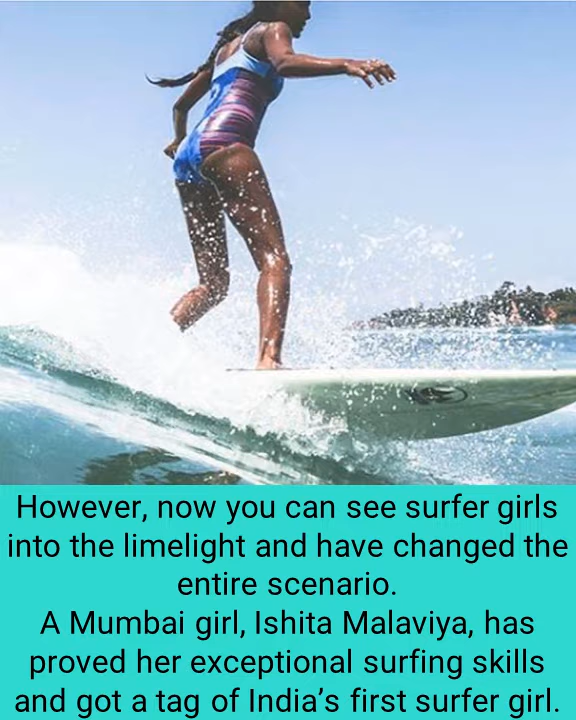 However, now you can see surfer girls
into the limelight and have changed the
entire scenario.
A Mumbai girl, Ishita Malaviya, has
proved her exceptional surfing skills
and got a tag of India’s first surfer girl.